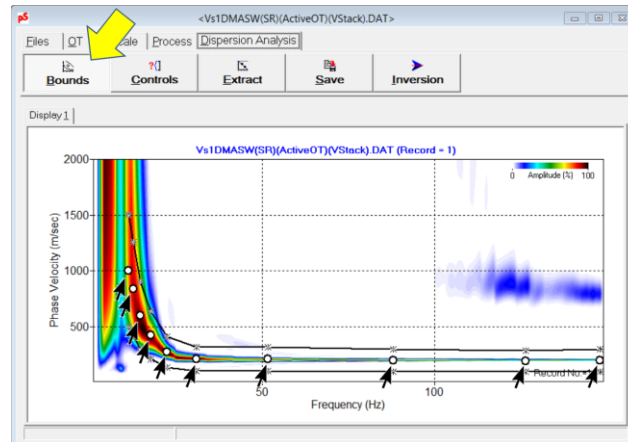 pS
<Vs1DMASW(SR)(ActiveOT)(VStack).DAT>
Files OT ale Process Dispersion Analysis
Bounds Controls Extract Save Inversion
Display 1
Vs1DMASW(SR)(ActiveOT)(VStack).DAT (Record = 1)
0 Amplitude (%) 100
2000
1500
1000
500
Phase Velocity (m/sec)
Record No.
50 100
Frequency (Hz)